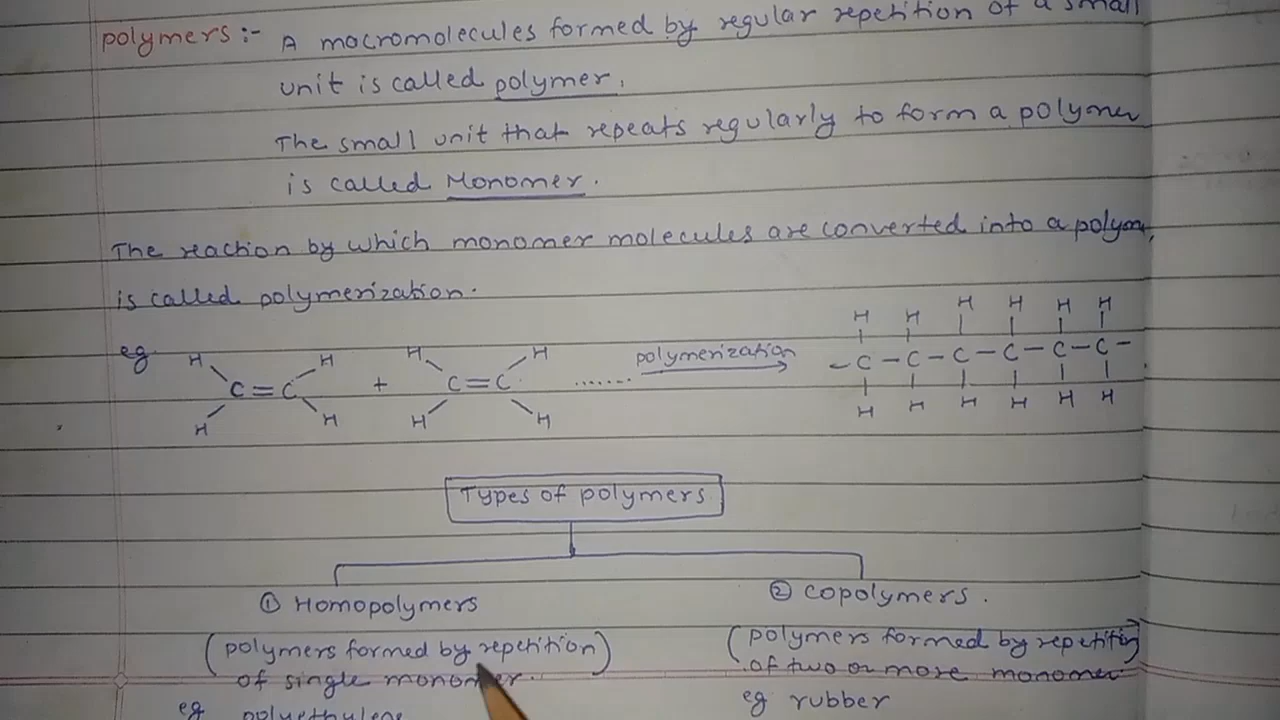 polymers :- A macromolecules formed by regular repetition of a small
unit is called polymer.
The small unit that repeats regularly to form a polymer
is called Monomer.
The reaction by which monomer molecules are converted into a polym
is called polymerization.
H H H H H H
eg H H H H polymerization
C=C + C=C ....... -C-C-C-C-C-C-
H H H H H H H H H H
Types of polymers
① Homopolymers ② Copolymers.
(polymers formed by repetition) (polymers formed by repetition)
of single monomer. of two or more monomer
eg polyethylene eg rubber